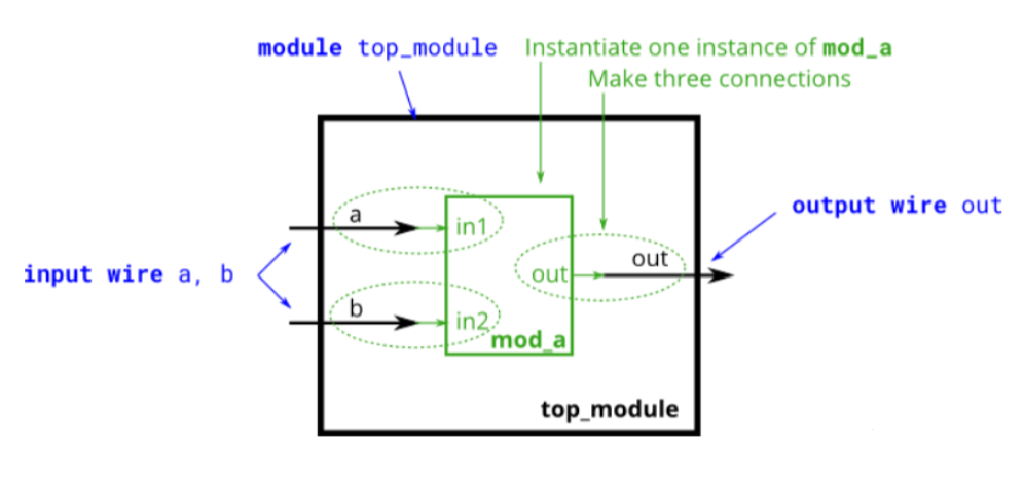 module top_module Instantiate one instance of mod_a
Make three connections
a
in1
output wire out
out
input wire a, b
out
b
in2
mod_a
top_module